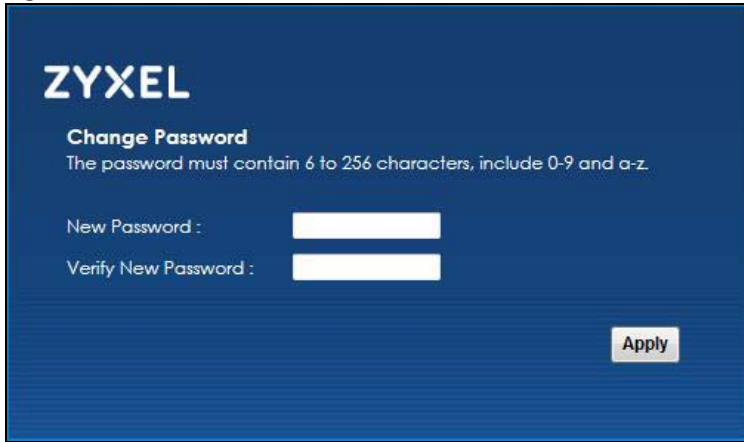 ZYXEL
Change Password
The password must contain 6 to 256 characters, include 0-9 and a-z.
New Password :
Verify New Password :
Apply